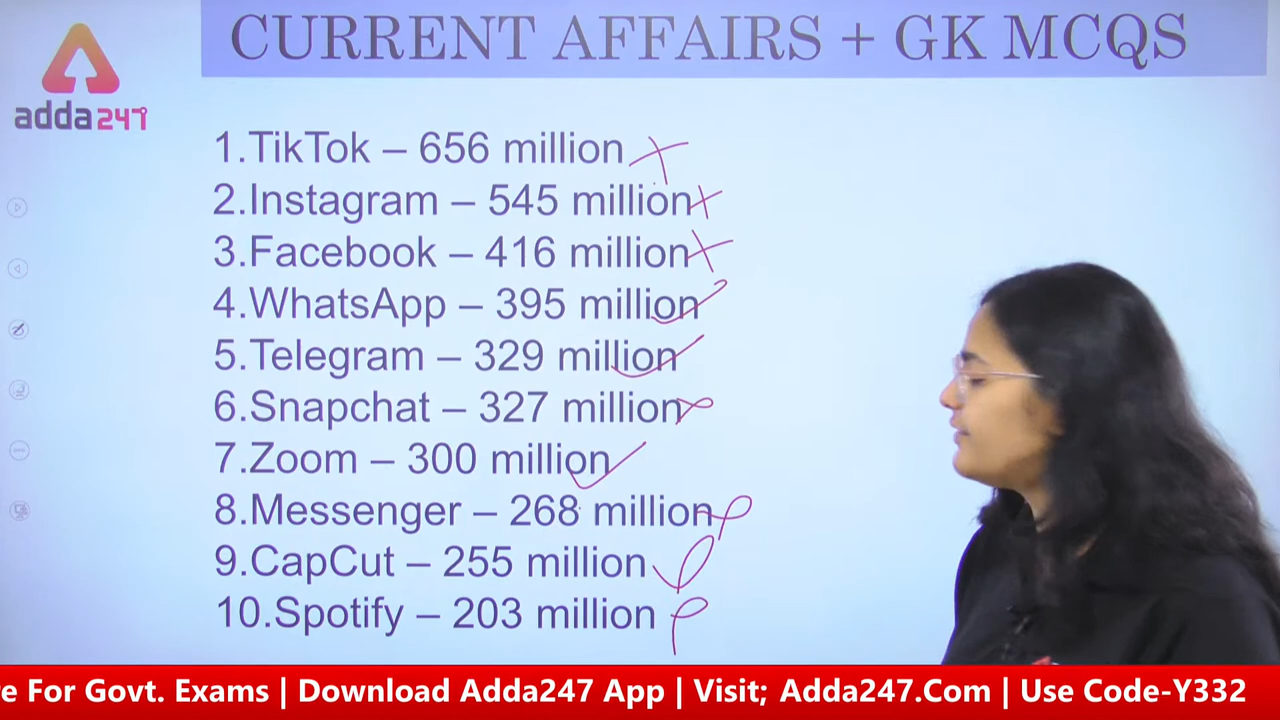 CURRENT AFFAIRS + GK MCQS
adda247
1.TikTok – 656 million
2.Instagram – 545 million
3.Facebook – 416 million
4.WhatsApp – 395 million
5.Telegram – 329 million
6.Snapchat – 327 million
7.Zoom – 300 million
8.Messenger – 268 million
9.CapCut – 255 million
10.Spotify – 203 million
e For Govt. Exams | Download Adda247 App | Visit; Adda247.Com | Use Code-Y332